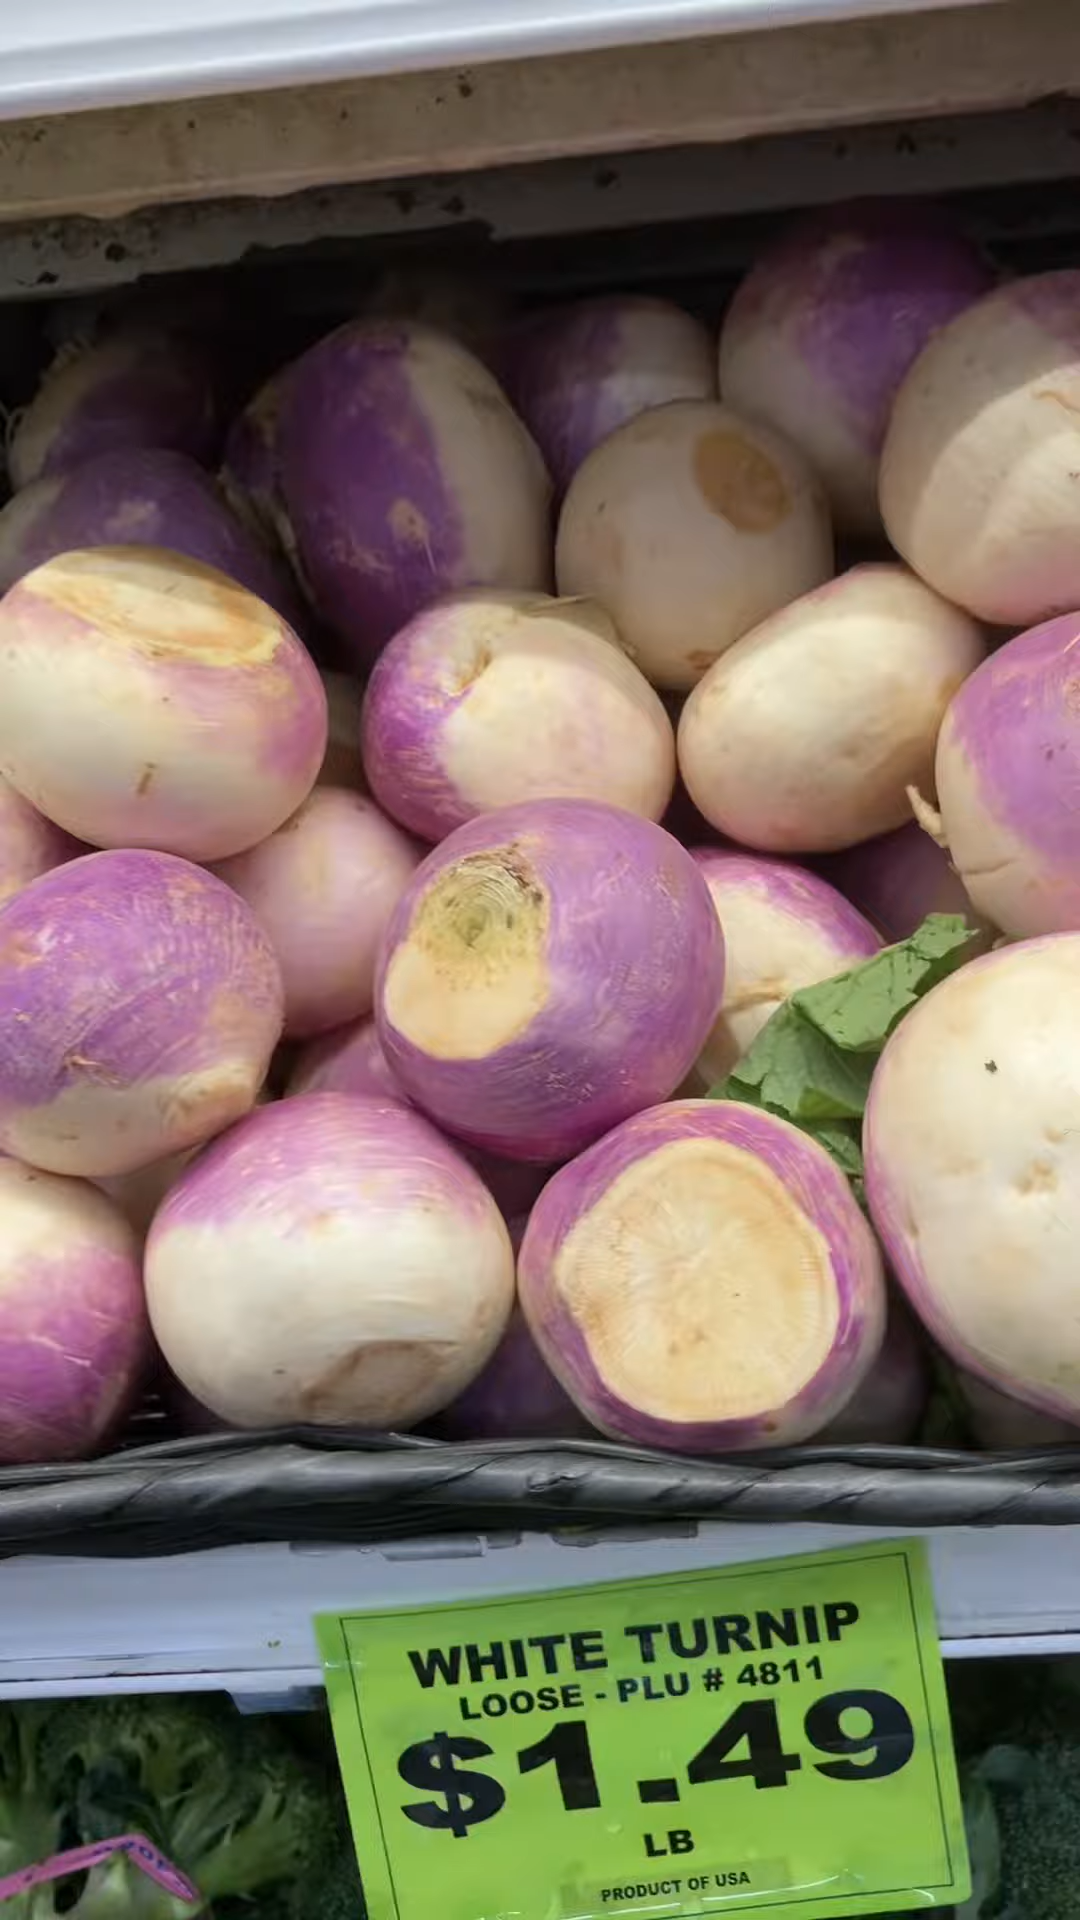 WHITE TURNIP
LOOSE - PLU # 4811
$1.49
LB
PRODUCT OF USA